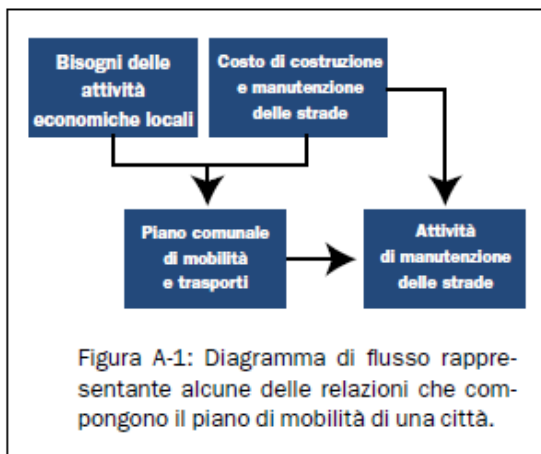 Bisogni delle
attività
economiche locali
Costo di costruzione
e manutenzione
delle strade
Piano comunale
di mobilità
e trasporti
Attività
di manutenzione
delle strade
Figura A-1: Diagramma di flusso rappre-
sentante alcune delle relazioni che com-
pongono il piano di mobilità di una città.